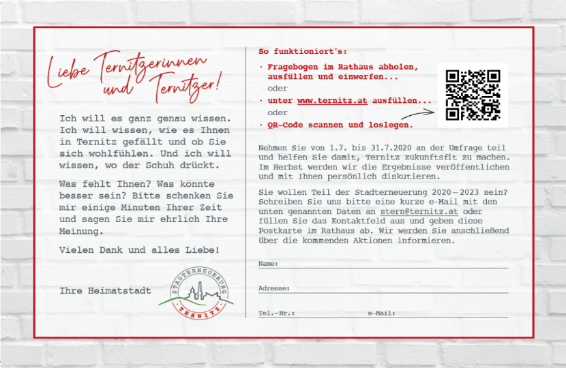 Liebe Ternitzerinnen
und Ternitzer!
Ich will es ganz genau wissen.
Ich will wissen, wie es Ihnen
in Ternitz gefällt und ob Sie
sich wohlfühlen. Und ich will
wissen, wo der Schuh drückt.
Was fehlt Ihnen? Was könnte
besser sein? Bitte schenken Sie
mir einige Minuten Ihrer Zeit
und sagen Sie mir ehrlich Ihre
Meinung.
Vielen Dank und alles Liebe!
Ihre Heimatstadt
STADTERNEUERUNG
TERNITZ
So funktioniert's:
· Fragebogen im Rathaus abholen,
ausfüllen und einwerfen...
oder
· unter www.ternitz.at ausfüllen...
oder
· QR-Code scannen und loslegen.
Nehmen Sie von 1.7. bis 31.7.2020 an der Umfrage teil
und helfen Sie damit, Ternitz zukunftsfit zu machen.
Im Herbst werden wir die Ergebnisse veröffentlichen
und mit Ihnen persönlich diskutieren.
Sie wollen Teil der Stadterneuerung 2020–2023 sein?
Schreiben Sie uns bitte eine kurze e-Mail mit den
unten genannten Daten an stern@ternitz.at oder
füllen Sie das Kontaktfeld aus und geben diese
Postkarte im Rathaus ab. Wir werden Sie anschließend
über die kommenden Aktionen informieren.
Name:
Adresse:
Tel.-Nr.: e-Mail: